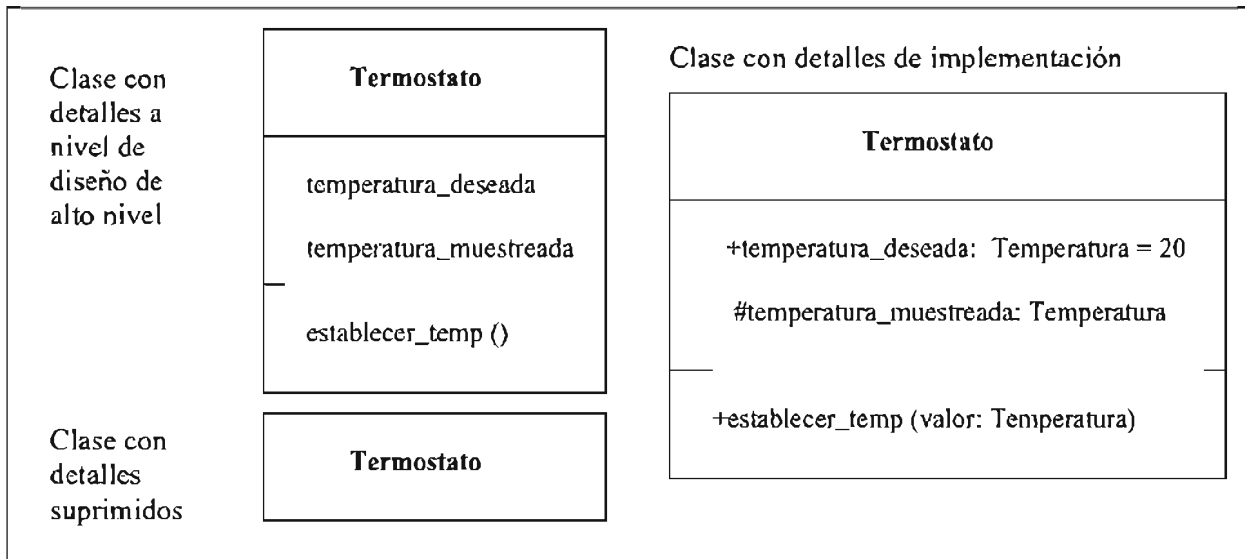 Clase con
detalles a
nivel de
diseño de
alto nivel
Termostato
temperatura_deseada
temperatura_muestreada
establecer_temp ()
Clase con
detalles
suprimidos
Termostato
Clase con detalles de implementación
Termostato
+temperatura_deseada: Temperatura = 20
#temperatura_muestreada: Temperatura
+establecer_temp (valor: Temperatura)